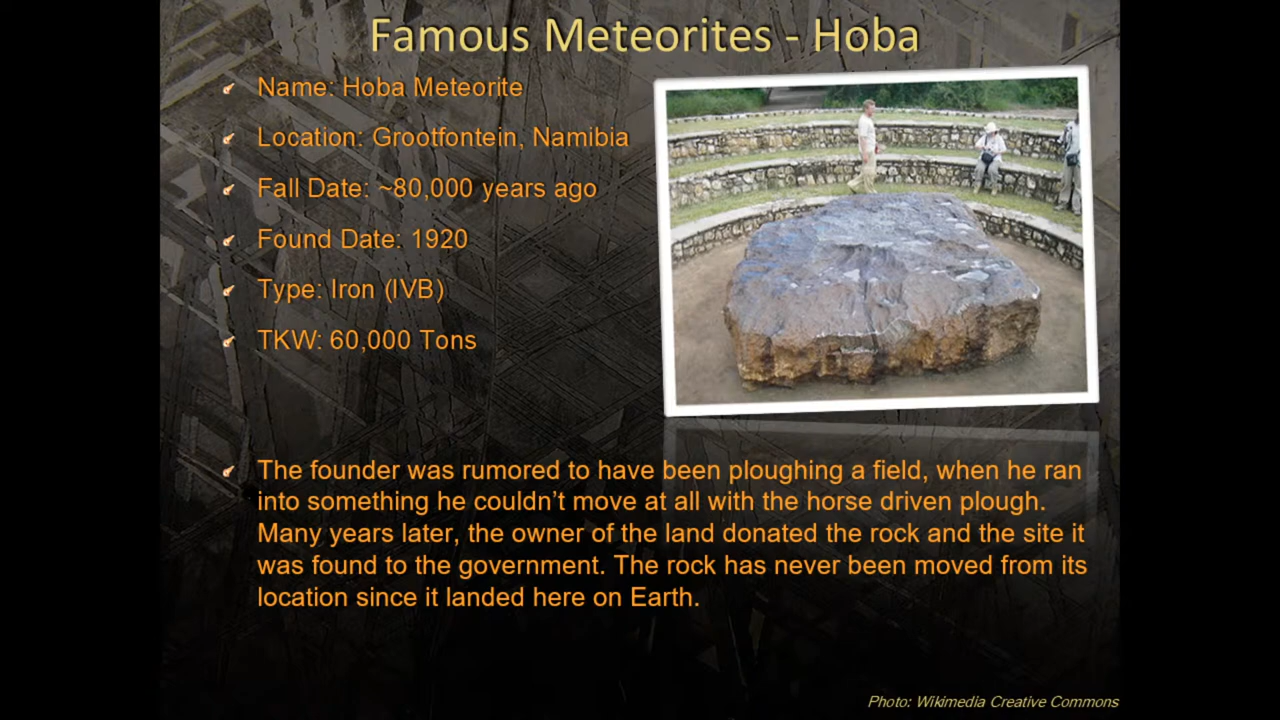 Famous Meteorites - Hoba
Name: Hoba Meteorite
Location: Grootfontein, Namibia
Fall Date: ~80,000 years ago
Found Date: 1920
Type: Iron (IVB)
TKW: 60,000 Tons
The founder was rumored to have been ploughing a field, when he ran
into something he couldn’t move at all with the horse driven plough.
Many years later, the owner of the land donated the rock and the site it
was found to the government. The rock has never been moved from its
location since it landed here on Earth.
Photo: Wikimedia Creative Commons